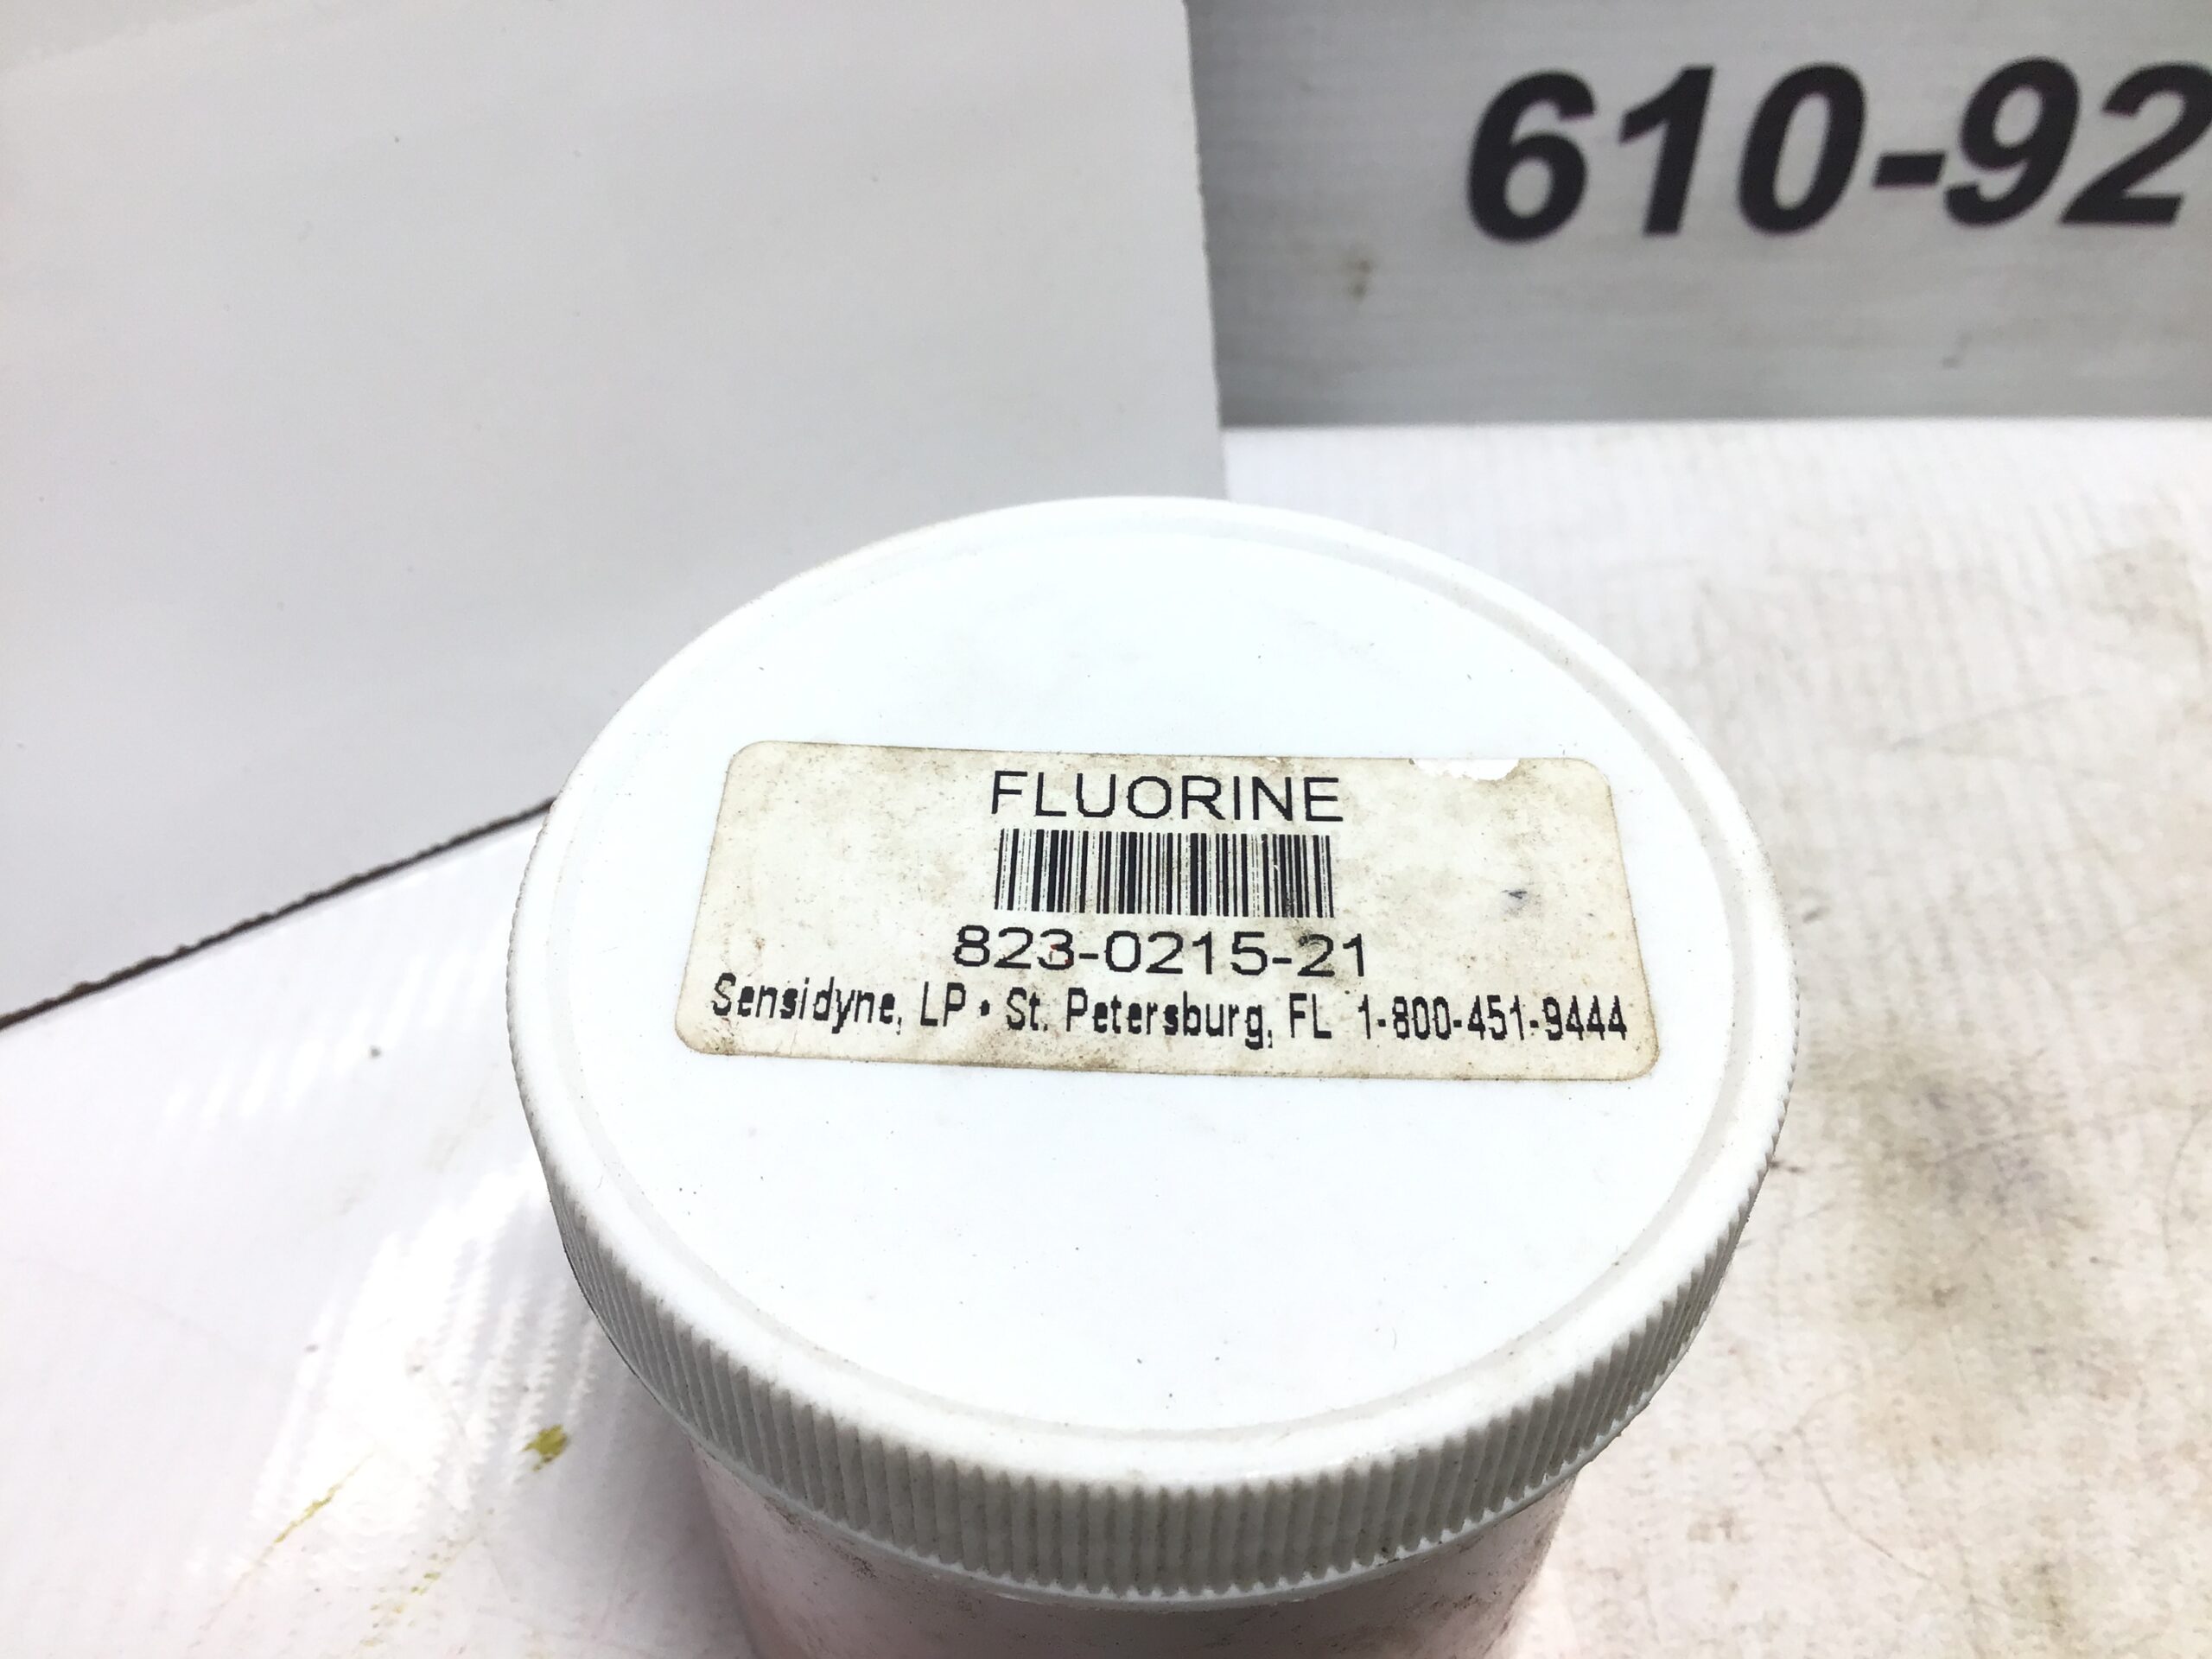 610-92
FLUORINE
823-0215-21
Sensidyne, LP • St. Petersburg, FL 1-800-451-9444